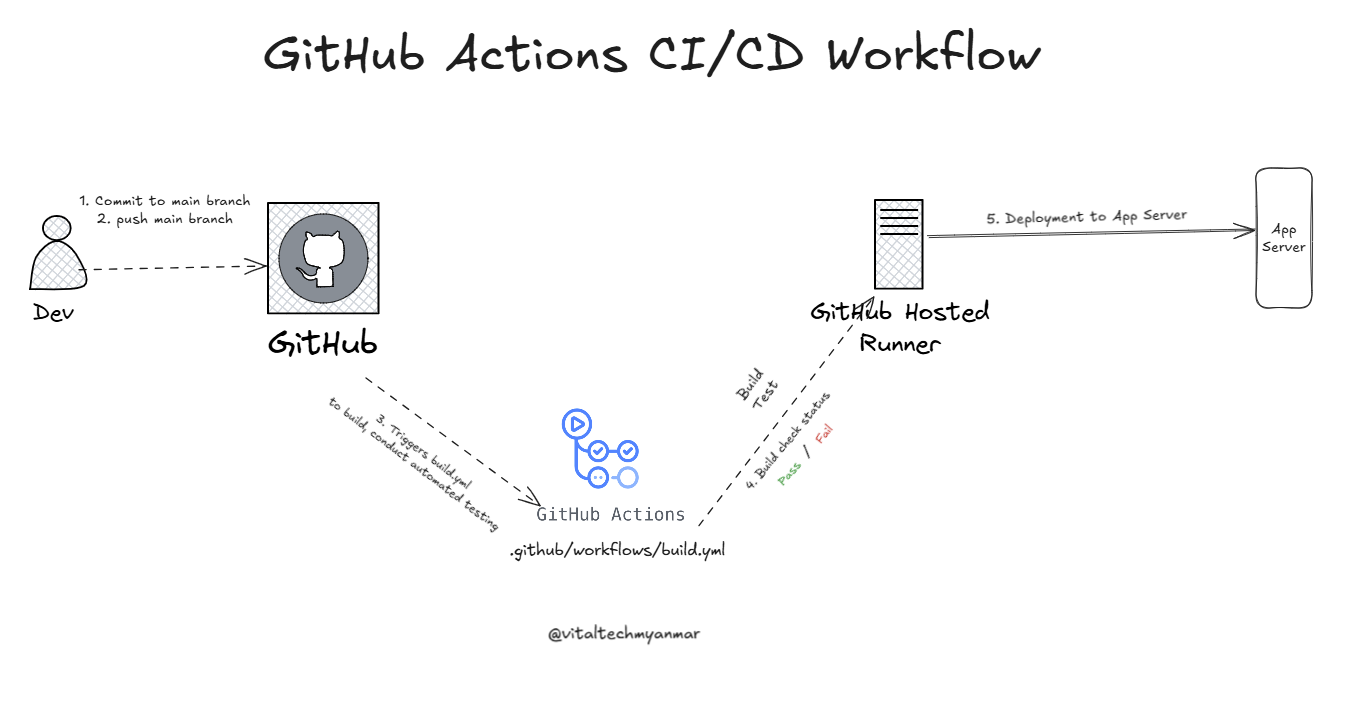 GitHub Actions CI/CD Workflow
1. Commit to main branch
2. push main branch
Dev
GitHub
3. Triggers build.yml
to build, conduct automated testing
GitHub Actions
.github/workflows/build.yml
Build
Test
4. Build check status
Pass / Fail
GitHub Hosted
Runner
5. Deployment to App Server
App
Server
@vitaltechmyanmar